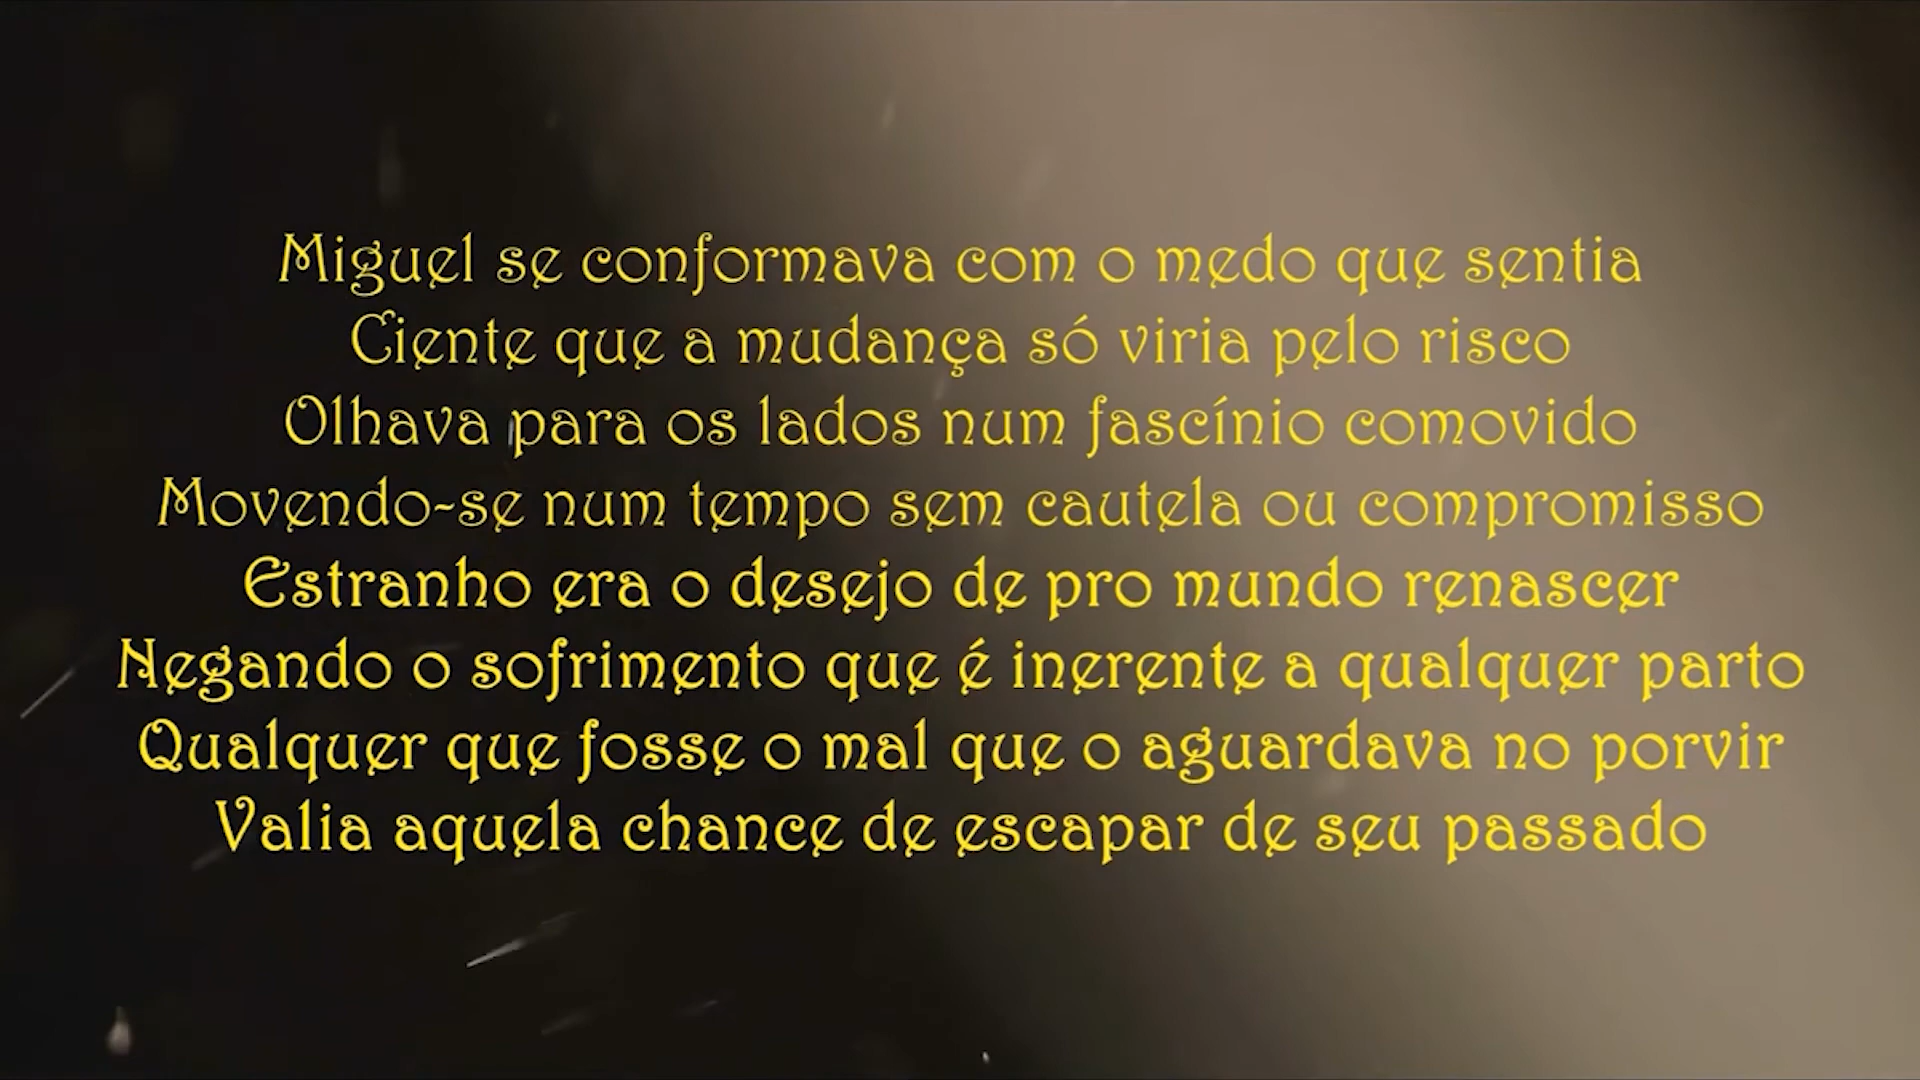 Miguel se conformava com o medo que sentia
Ciente que a mudança só viria pelo risco
Olhava para os lados num fascínio comovido
Movendo-se num tempo sem cautela ou compromisso
Estranho era o desejo de pro mundo renascer
Negando o sofrimento que é inerente a qualquer parto
Qualquer que fosse o mal que o aguardava no porvir
Valia aquela chance de escapar de seu passado